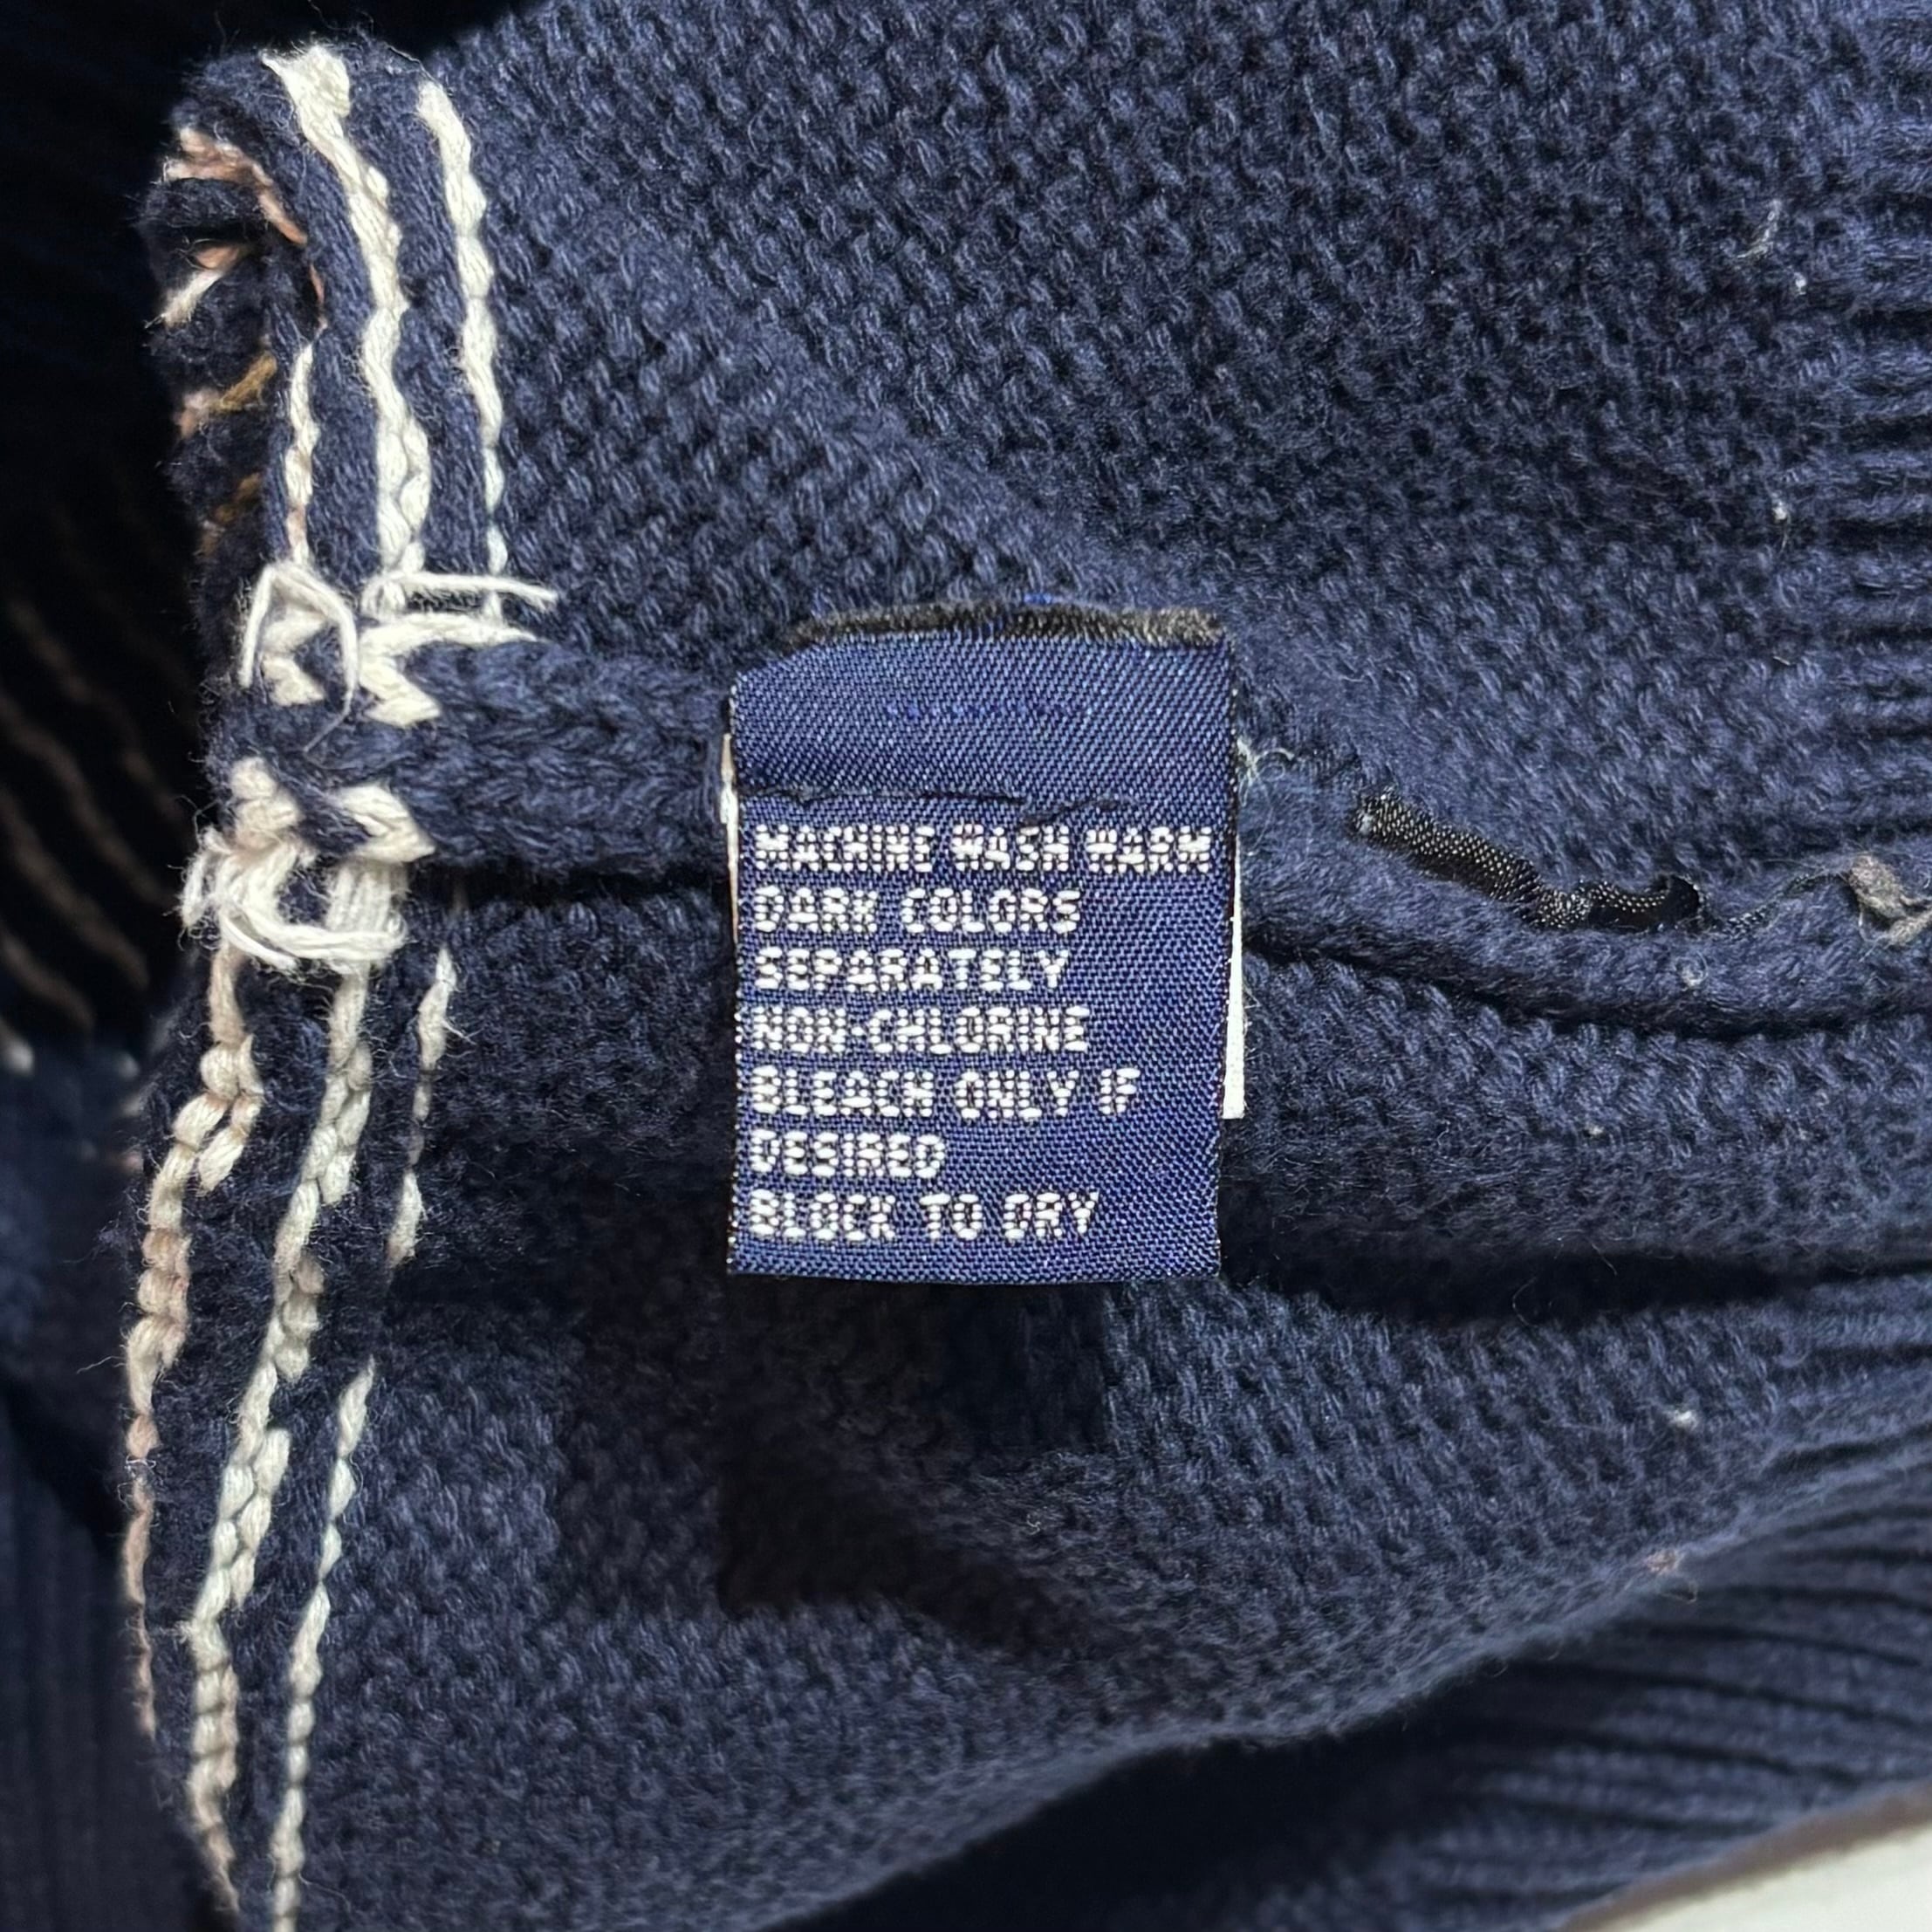 MACHINE WASH WARM
DARK COLORS
SEPARATELY
NON-CHLORINE
BLEACH ONLY IF
DESIRED
BLOCK TO DRY